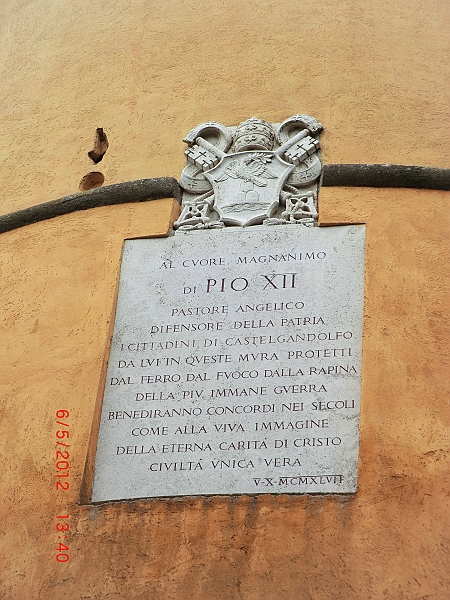 AL CVORE MAGNANIMO
DI PIO XII
PASTORE ANGELICO
DIFENSORE DELLA PATRIA
I CITTADINI DI CASTELGANDOLFO
DA LVI IN QVESTE MVRA PROTETTI
DAL FERRO DAL FVOCO DALLA RAPINA
DELLA PIV IMMANE GVERRA
BENEDIRANNO CONCORDI NEI SECOLI
COME ALLA VIVA IMMAGINE
DELLA ETERNA CARITÁ DI CRISTO
CIVILTÁ VNICA VERA
V·X·MCMXLVII
6/5/2012 13:40